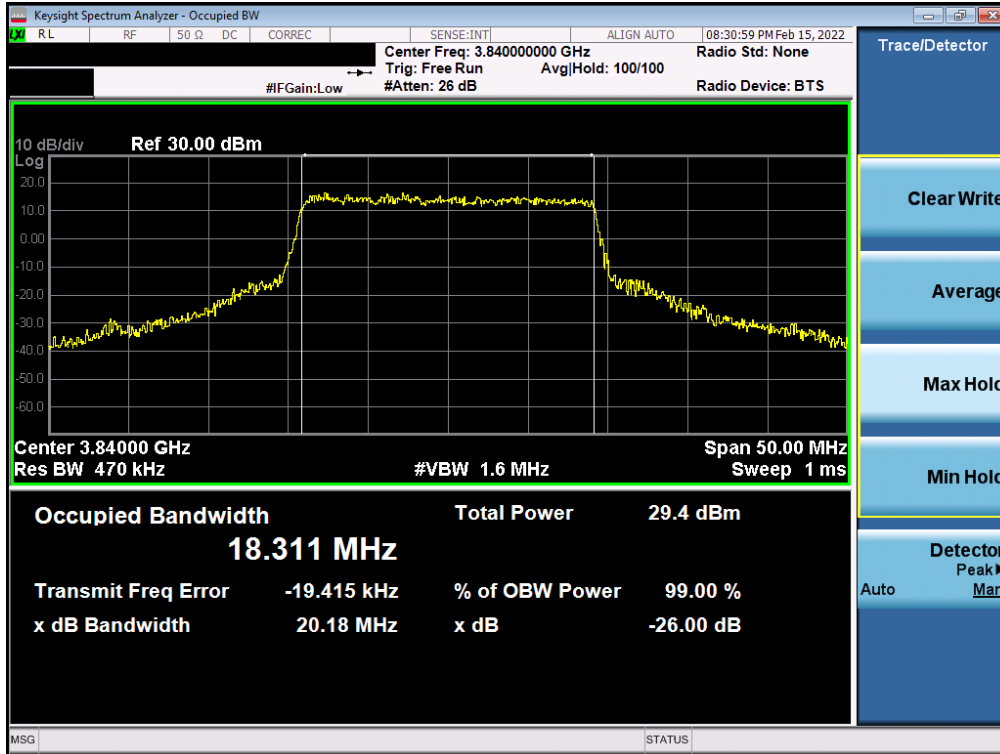 Keysight Spectrum Analyzer - Occupied BW
LXI RL RF 50 Ω DC CORREC SENSE:INT ALIGN AUTO 08:30:59 PM Feb 15, 2022
Center Freq: 3.840000000 GHz Radio Std: None
Trig: Free Run Avg|Hold: 100/100
#IFGain:Low #Atten: 26 dB Radio Device: BTS
Trace/Detector
10 dB/div Ref 30.00 dBm
Log
20.0
10.0
0.00
-10.0
-20.0
-30.0
-40.0
-50.0
-60.0
Center 3.84000 GHz Span 50.00 MHz
Res BW 470 kHz #VBW 1.6 MHz Sweep 1 ms
Clear Write
Average
Max Hold
Min Hold
Detector
Peak▶
Auto Man
Occupied Bandwidth Total Power 29.4 dBm
18.311 MHz
Transmit Freq Error -19.415 kHz % of OBW Power 99.00 %
x dB Bandwidth 20.18 MHz x dB -26.00 dB
MSG STATUS